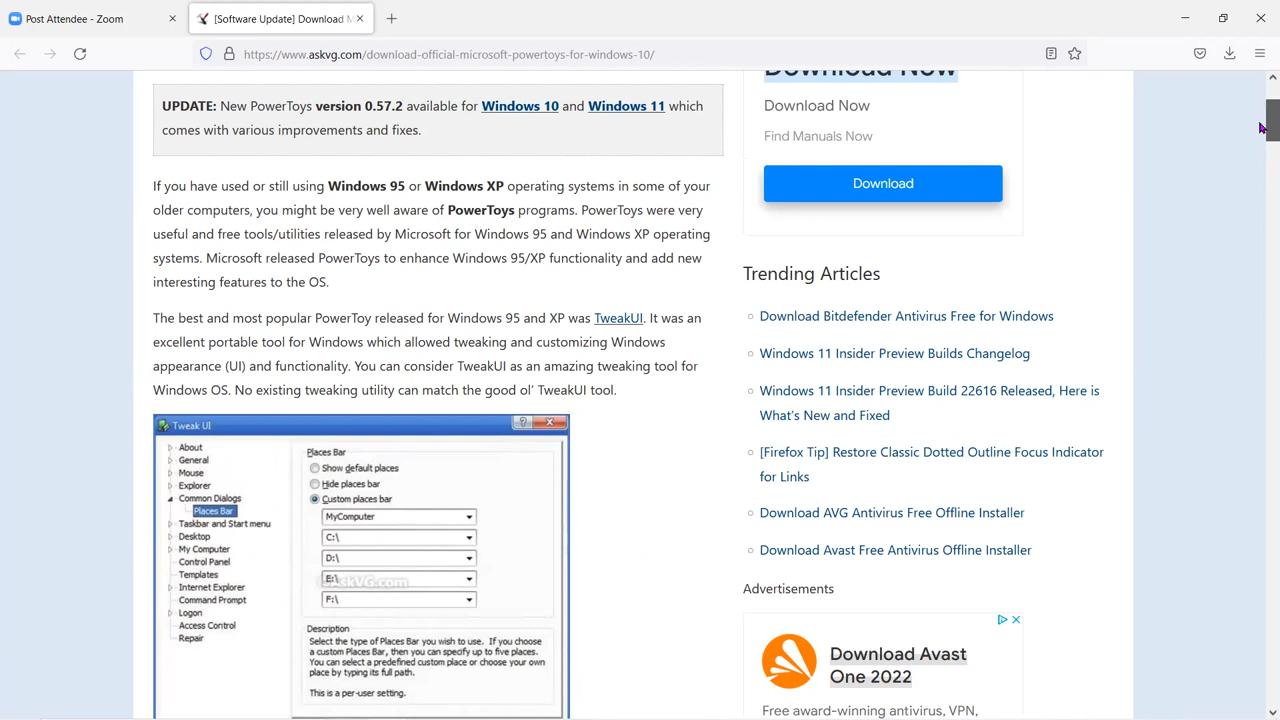 Post Attendee - Zoom
[Software Update] Download M
https://www.askvg.com/download-official-microsoft-powertoys-for-windows-10/
UPDATE: New PowerToys version 0.57.2 available for Windows 10 and Windows 11 which
comes with various improvements and fixes.
If you have used or still using Windows 95 or Windows XP operating systems in some of your
older computers, you might be very well aware of PowerToys programs. PowerToys were very
useful and free tools/utilities released by Microsoft for Windows 95 and Windows XP operating
systems. Microsoft released PowerToys to enhance Windows 95/XP functionality and add new
interesting features to the OS.
The best and most popular PowerToy released for Windows 95 and XP was TweakUI. It was an
excellent portable tool for Windows which allowed tweaking and customizing Windows
appearance (UI) and functionality. You can consider TweakUI as an amazing tweaking tool for
Windows OS. No existing tweaking utility can match the good ol’ TweakUI tool.
Tweak UI
About
General
Mouse
Explorer
Common Dialogs
Places Bar
Taskbar and Start menu
Desktop
My Computer
Control Panel
Templates
Internet Explorer
Command Prompt
Logon
Access Control
Repair
Places Bar
Show default places
Hide places bar
Custom places bar
MyComputer
C:\
D:\
E:\
AskVG.com
F:\
Description
Select the type of Places Bar you wish to use. If you choose
a custom Places Bar, then you can specify up to five places.
You can select a predefined custom place or choose your own
place by typing its full path.
This is a per-user setting.
Download Now
Download Now
Find Manuals Now
Download
Trending Articles
Download Bitdefender Antivirus Free for Windows
Windows 11 Insider Preview Builds Changelog
Windows 11 Insider Preview Build 22616 Released, Here is
What's New and Fixed
[Firefox Tip] Restore Classic Dotted Outline Focus Indicator
for Links
Download AVG Antivirus Free Offline Installer
Download Avast Free Antivirus Offline Installer
Advertisements
Download Avast
One 2022
Free award-winning antivirus, VPN,